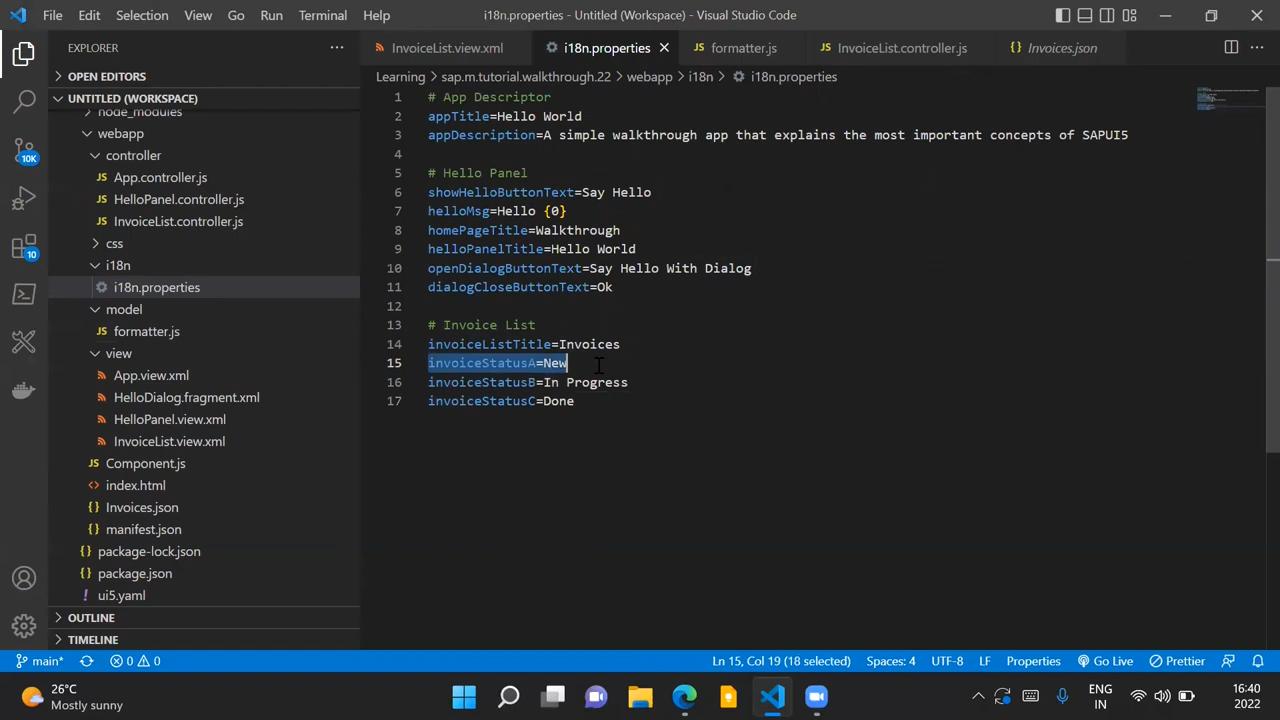 File Edit Selection View Go Run Terminal Help
i18n.properties - Untitled (Workspace) - Visual Studio Code
EXPLORER
InvoiceList.view.xml
i18n.properties
formatter.js
InvoiceList.controller.js
Invoices.json
OPEN EDITORS
UNTITLED (WORKSPACE)
node_modules
webapp
controller
App.controller.js
HelloPanel.controller.js
InvoiceList.controller.js
css
i18n
i18n.properties
model
formatter.js
view
App.view.xml
HelloDialog.fragment.xml
HelloPanel.view.xml
InvoiceList.view.xml
Component.js
index.html
Invoices.json
manifest.json
package-lock.json
package.json
ui5.yaml
OUTLINE
TIMELINE
10K
10
Learning > sap.m.tutorial.walkthrough.22 > webapp > i18n > i18n.properties
1 # App Descriptor
2 appTitle=Hello World
3 appDescription=A simple walkthrough app that explains the most important concepts of SAPUI5
4
5 # Hello Panel
6 showHelloButtonText=Say Hello
7 helloMsg=Hello {0}
8 homePageTitle=Walkthrough
9 helloPanelTitle=Hello World
10 openDialogButtonText=Say Hello With Dialog
11 dialogCloseButtonText=Ok
12
13 # Invoice List
14 invoiceListTitle=Invoices
15 invoiceStatusA=New
16 invoiceStatusB=In Progress
17 invoiceStatusC=Done
main* 0 0 Ln 15, Col 19 (18 selected) Spaces: 4 UTF-8 LF Properties Go Live Prettier
26°C
Mostly sunny
ENG
IN
16:40
2022